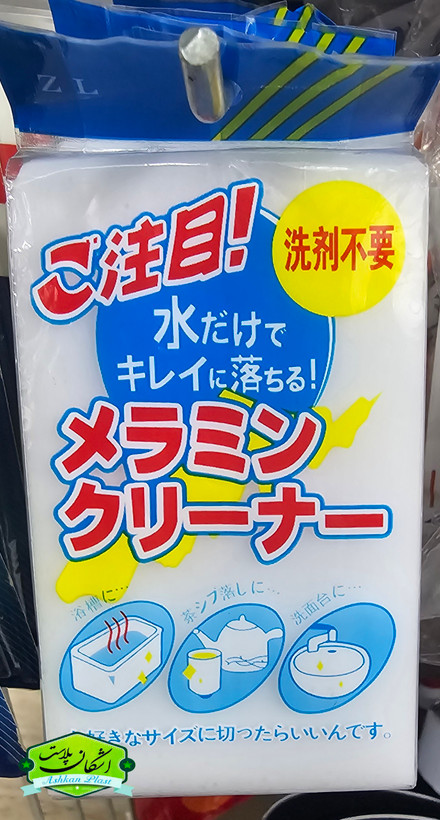 ZL
ご注目!
洗剤不要
水だけで
キレイに落ちる!
メラミン
クリーナー
浴槽に…
茶シブ落しに…
洗面台に…
好きなサイズに切ったらいいんです。
اشکان پلاست
Ashkan Plast